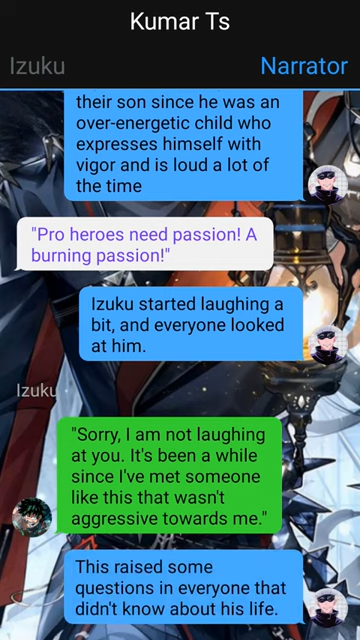 Kumar Ts
Izuku
Narrator
their son since he was an
over-energetic child who
expresses himself with
vigor and is loud a lot of
the time
"Pro heroes need passion! A
burning passion!"
Izuku started laughing a
bit, and everyone looked
at him.
Izuku
"Sorry, I am not laughing
at you. It's been a while
since I've met someone
like this that wasn't
aggressive towards me."
This raised some
questions in everyone that
didn't know about his life.